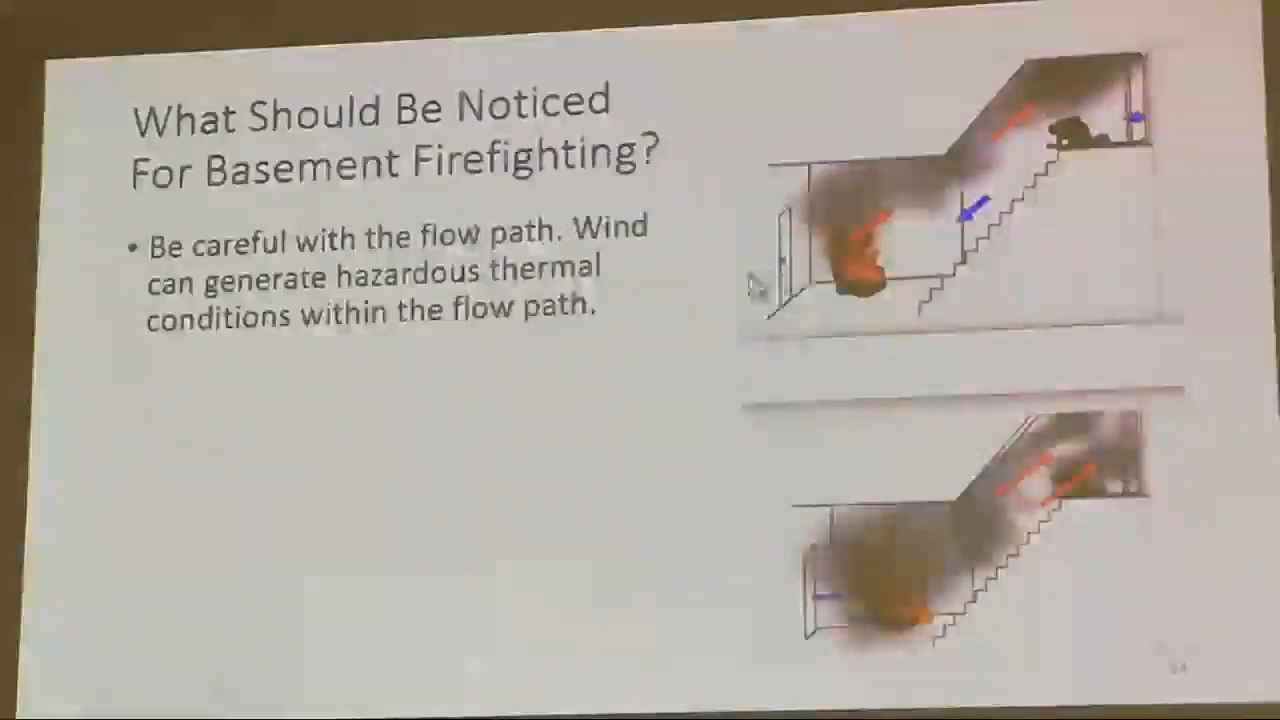 What Should Be Noticed
For Basement Firefighting?
• Be careful with the flow path. Wind
can generate hazardous thermal
conditions within the flow path.